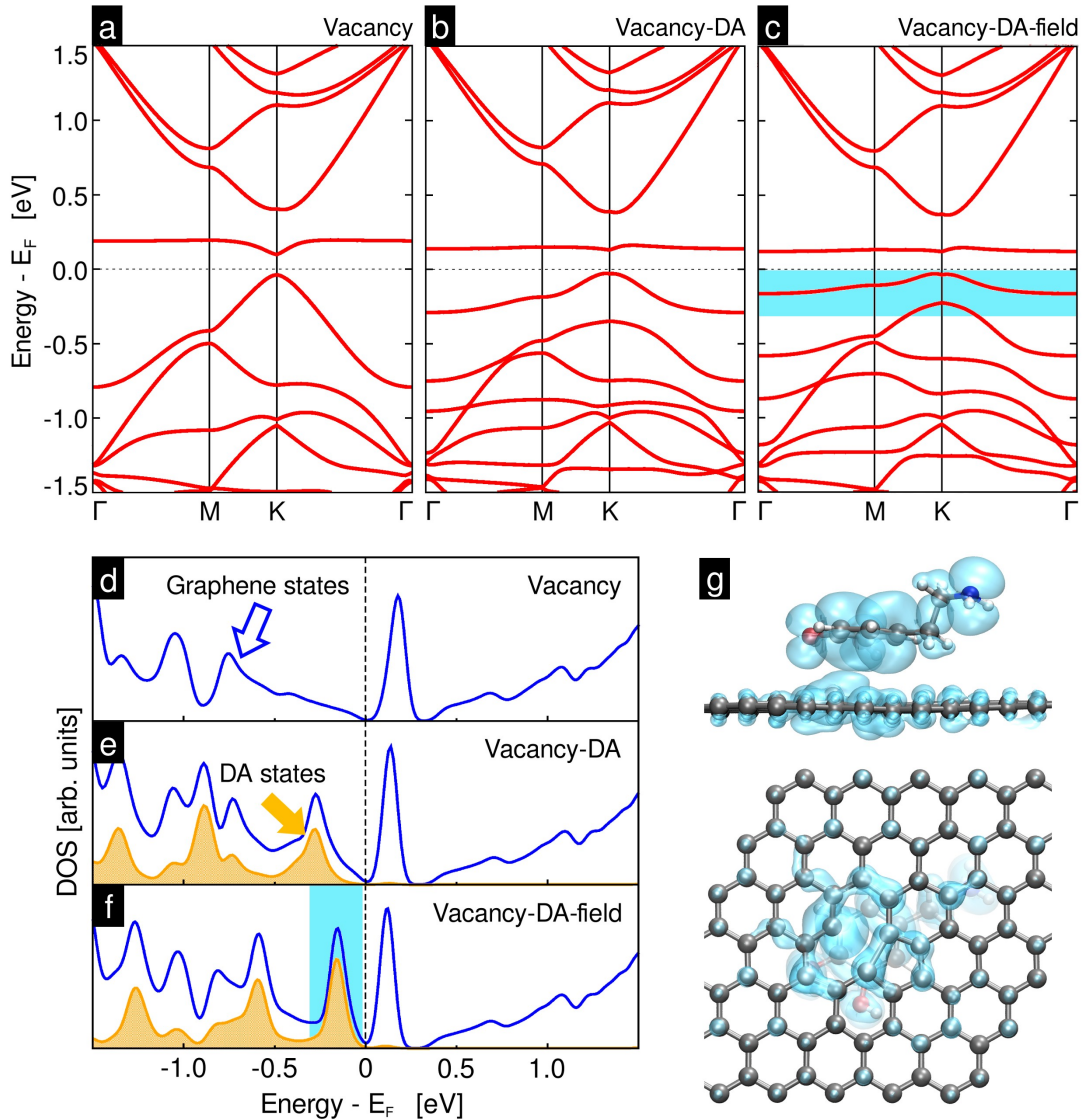 a Vacancy
b Vacancy-DA
c Vacancy-DA-field
Energy - E_F [eV]
1.5
1.0
0.5
0.0
-0.5
-1.0
-1.5
Γ M K Γ
Γ M K Γ
Γ M K Γ
d Vacancy
Graphene states
e Vacancy-DA
DA states
f Vacancy-DA-field
DOS [arb. units]
-1.0 -0.5 0 0.5 1.0
Energy - E_F [eV]
g